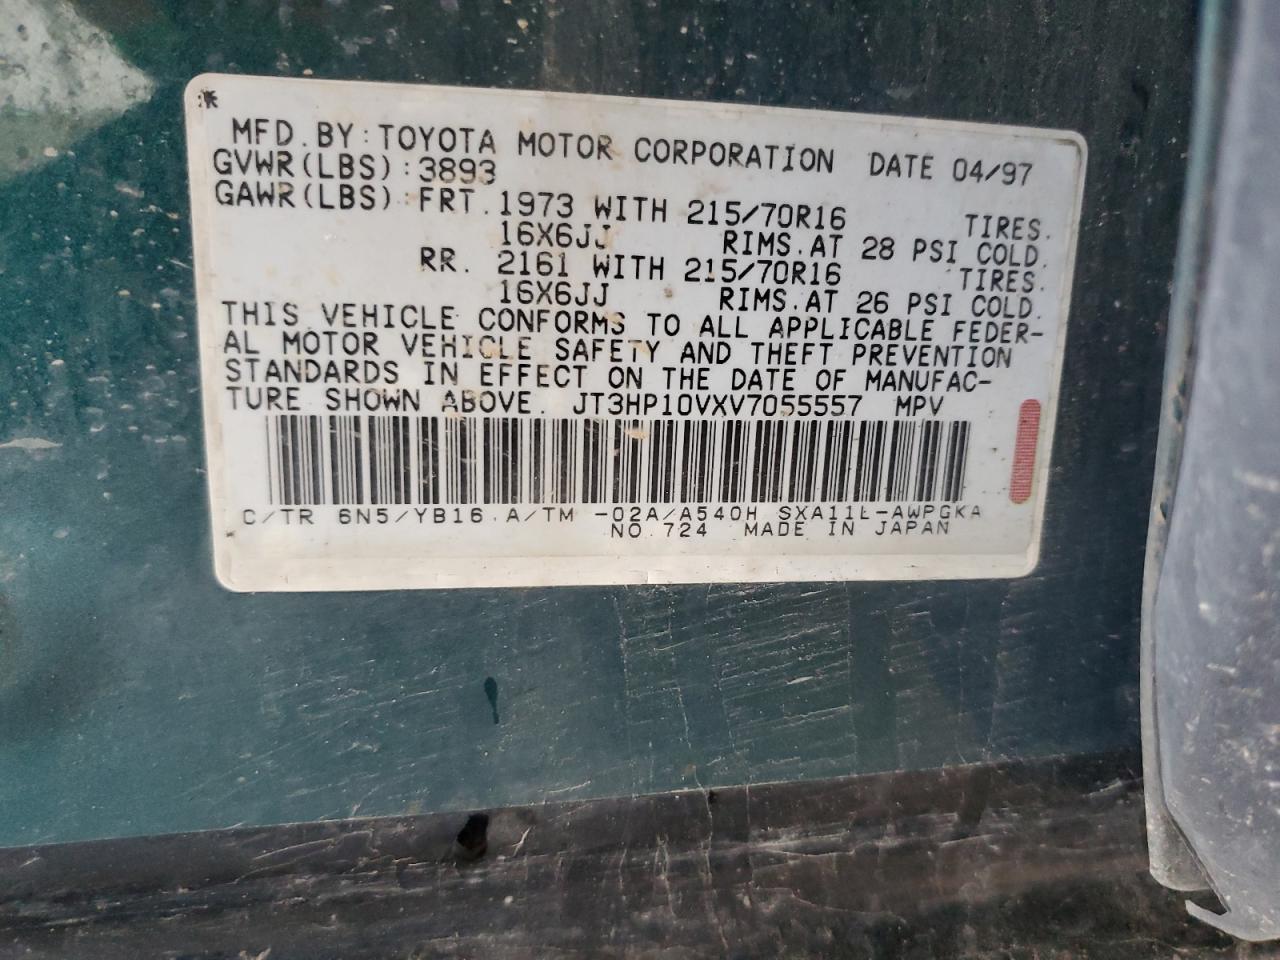 MFD.BY:TOYOTA MOTOR CORPORATION DATE 04/97
GVWR(LBS):3893
GAWR(LBS):FRT.1973 WITH 215/70R16 TIRES.
16X6JJ RIMS.AT 28 PSI COLD.
RR. 2161 WITH 215/70R16 TIRES.
16X6JJ RIMS.AT 26 PSI COLD.
THIS VEHICLE CONFORMS TO ALL APPLICABLE FEDER-
AL MOTOR VEHICLE SAFETY AND THEFT PREVENTION
STANDARDS IN EFFECT ON THE DATE OF MANUFAC-
TURE SHOWN ABOVE. JT3HP10VXV7055557 MPV
C/TR 6N5/YB16.A/TM -02A/A540H SXA11L-AWPGKA
NO.724 MADE IN JAPAN